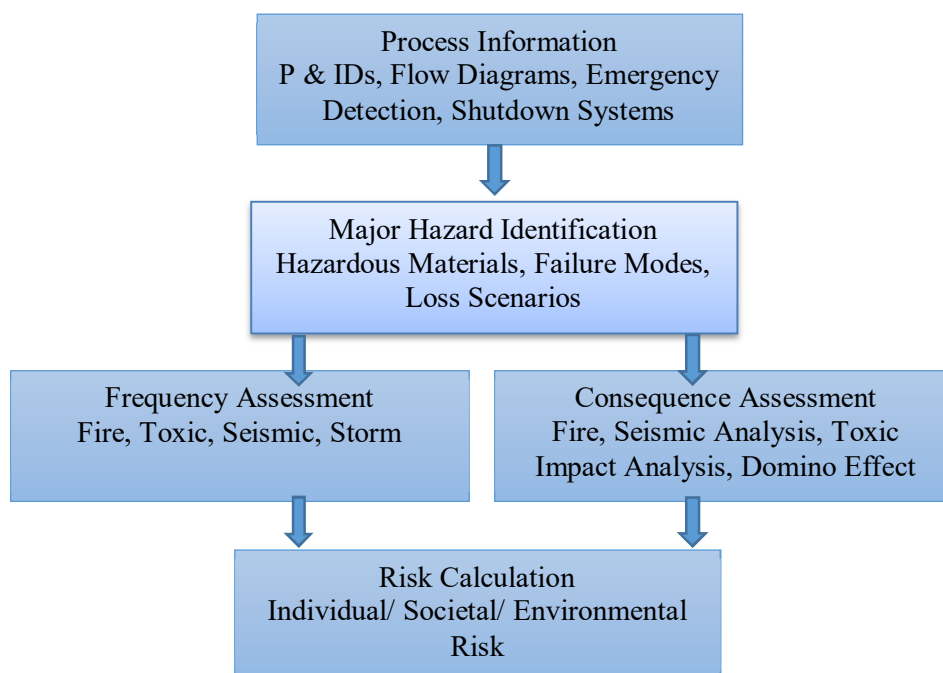 Process Information
P & IDs, Flow Diagrams, Emergency
Detection, Shutdown Systems
Major Hazard Identification
Hazardous Materials, Failure Modes,
Loss Scenarios
Frequency Assessment
Fire, Toxic, Seismic, Storm
Consequence Assessment
Fire, Seismic Analysis, Toxic
Impact Analysis, Domino Effect
Risk Calculation
Individual/ Societal/ Environmental
Risk